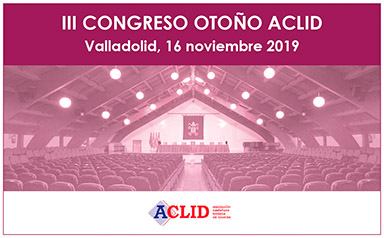 III CONGRESO OTOÑO ACLID
Valladolid, 16 noviembre 2019
ACLID